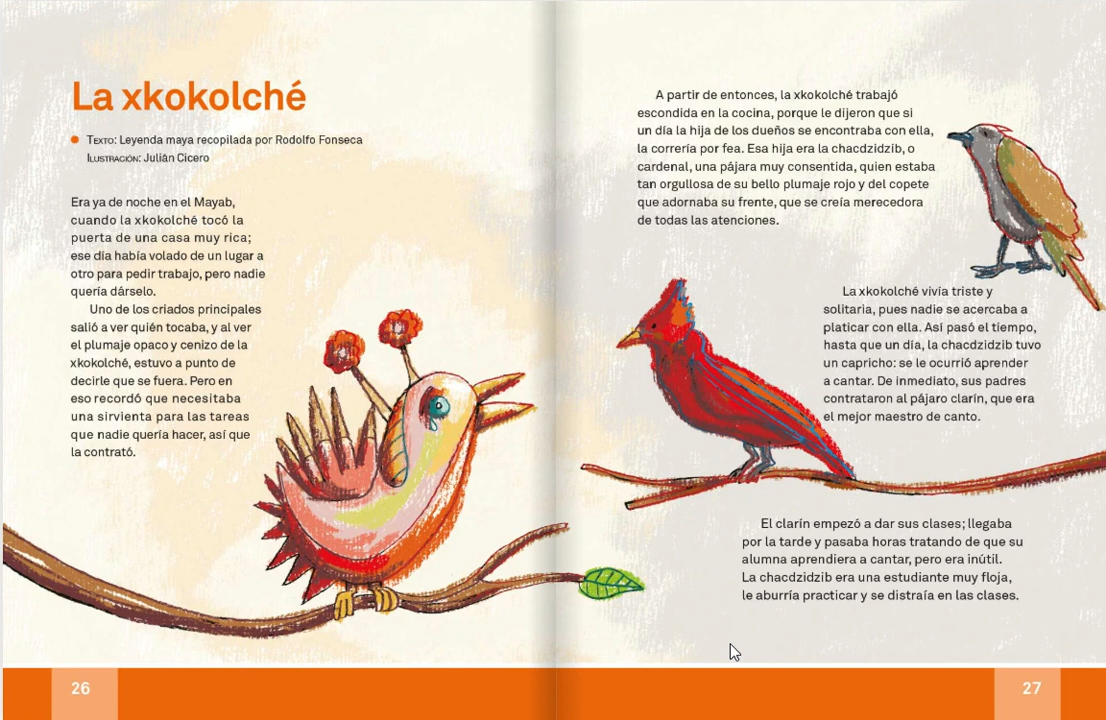 La xkokolché
● Texto: Leyenda maya recopilada por Rodolfo Fonseca
Ilustración: Julián Cicero
Era ya de noche en el Mayab,
cuando la xkokolché tocó la
puerta de una casa muy rica;
ese día había volado de un lugar a
otro para pedir trabajo, pero nadie
quería dárselo.
Uno de los criados principales
salió a ver quién tocaba, y al ver
el plumaje opaco y cenizo de la
xkokolché, estuvo a punto de
decirle que se fuera. Pero en
eso recordó que necesitaba
una sirvienta para las tareas
que nadie quería hacer, así que
la contrató.
26
A partir de entonces, la xkokolché trabajó
escondida en la cocina, porque le dijeron que si
un día la hija de los dueños se encontraba con ella,
la correría por fea. Esa hija era la chacdzidzib, o
cardenal, una pájara muy consentida, quien estaba
tan orgullosa de su bello plumaje rojo y del copete
que adornaba su frente, que se creía merecedora
de todas las atenciones.
La xkokolché vivía triste y
solitaria, pues nadie se acercaba a
platicar con ella. Así pasó el tiempo,
hasta que un día, la chacdzidzib tuvo
un capricho: se le ocurrió aprender
a cantar. De inmediato, sus padres
contrataron al pájaro clarín, que era
el mejor maestro de canto.
El clarín empezó a dar sus clases; llegaba
por la tarde y pasaba horas tratando de que su
alumna aprendiera a cantar, pero era inútil.
La chacdzidzib era una estudiante muy floja,
le aburría practicar y se distraía en las clases.
27